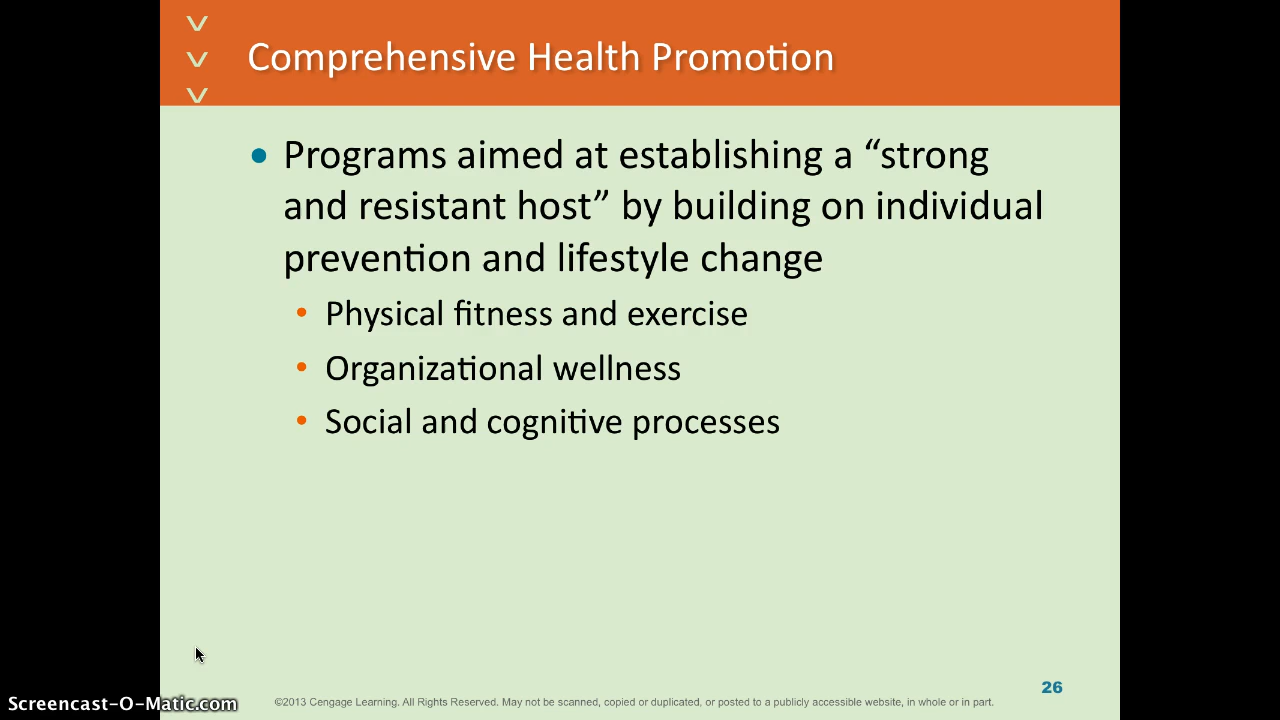 Comprehensive Health Promotion
• Programs aimed at establishing a “strong
and resistant host” by building on individual
prevention and lifestyle change
• Physical fitness and exercise
• Organizational wellness
• Social and cognitive processes
26
©2013 Cengage Learning. All Rights Reserved. May not be scanned, copied or duplicated, or posted to a publicly accessible website, in whole or in part.
Screencast-O-Matic.com